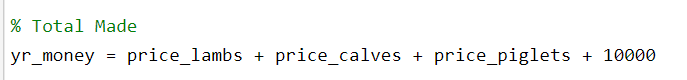 % Total Made
yr_money = price_lambs + price_calves + price_piglets + 10000